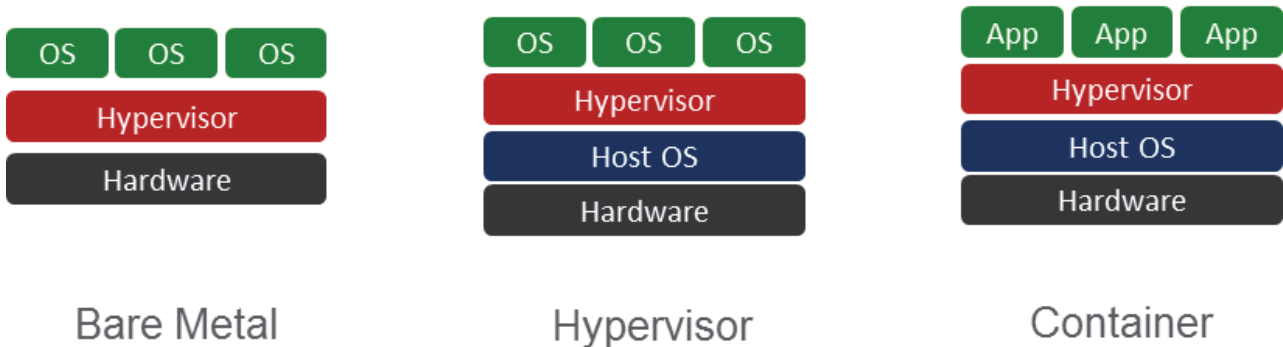 OS OS OS
Hypervisor
Hardware
Bare Metal
OS OS OS
Hypervisor
Host OS
Hardware
Hypervisor
App App App
Hypervisor
Host OS
Hardware
Container